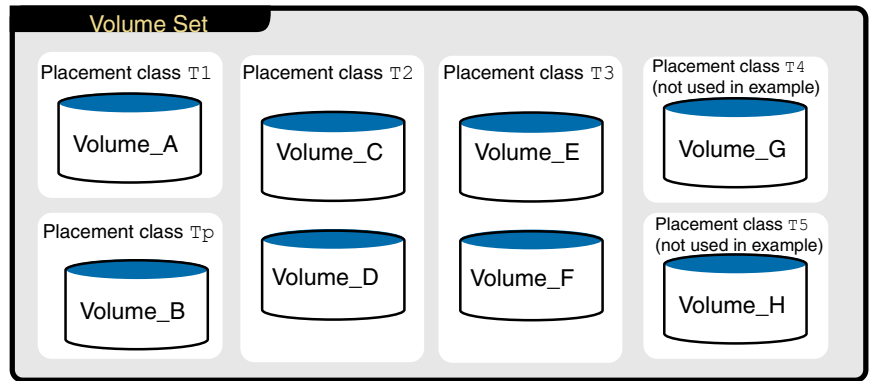 Volume Set
Placement class T1
Volume_A
Placement class Tp
Volume_B
Placement class T2
Volume_C
Volume_D
Placement class T3
Volume_E
Volume_F
Placement class T4
(not used in example)
Volume_G
Placement class T5
(not used in example)
Volume_H